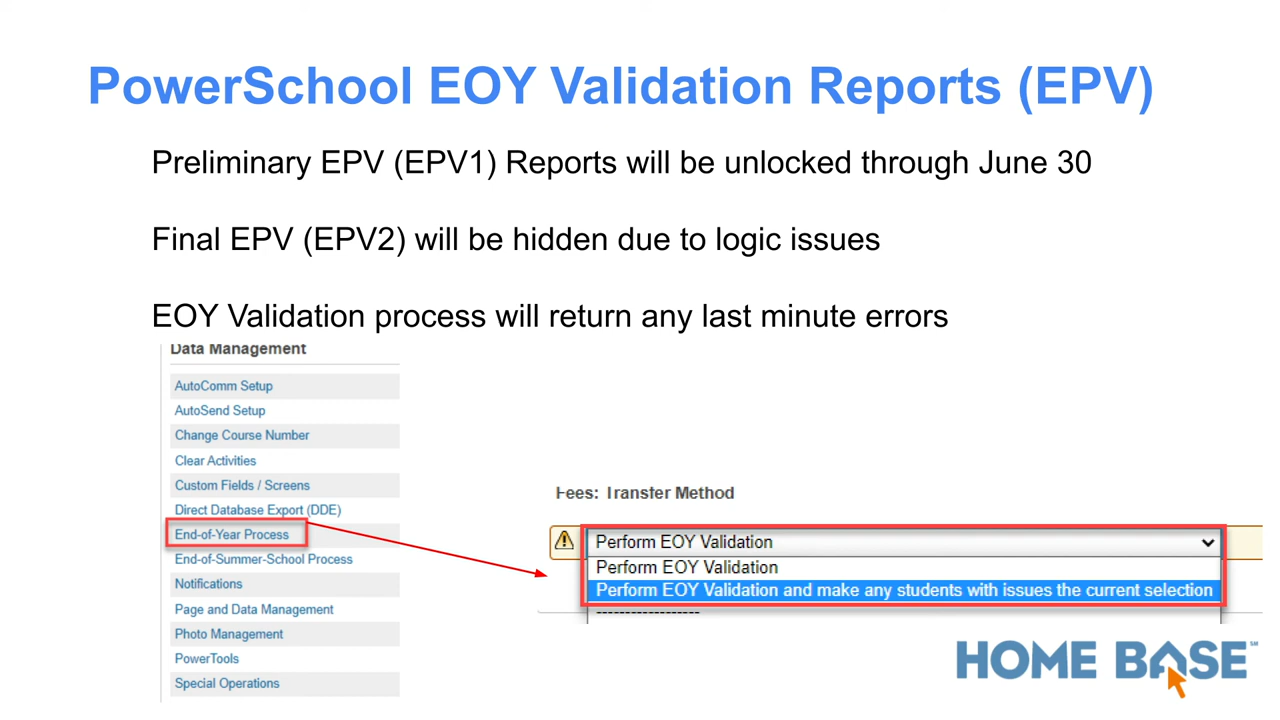 PowerSchool EOY Validation Reports (EPV)
Preliminary EPV (EPV1) Reports will be unlocked through June 30
Final EPV (EPV2) will be hidden due to logic issues
EOY Validation process will return any last minute errors
Data Management
AutoComm Setup
AutoSend Setup
Change Course Number
Clear Activities
Custom Fields / Screens
Direct Database Export (DDE)
End-of-Year Process
End-of-Summer-School Process
Notifications
Page and Data Management
Photo Management
PowerTools
Special Operations
Fees: Transfer Method
Perform EOY Validation
Perform EOY Validation
Perform EOY Validation and make any students with issues the current selection
--------------------
HOME BASE℠